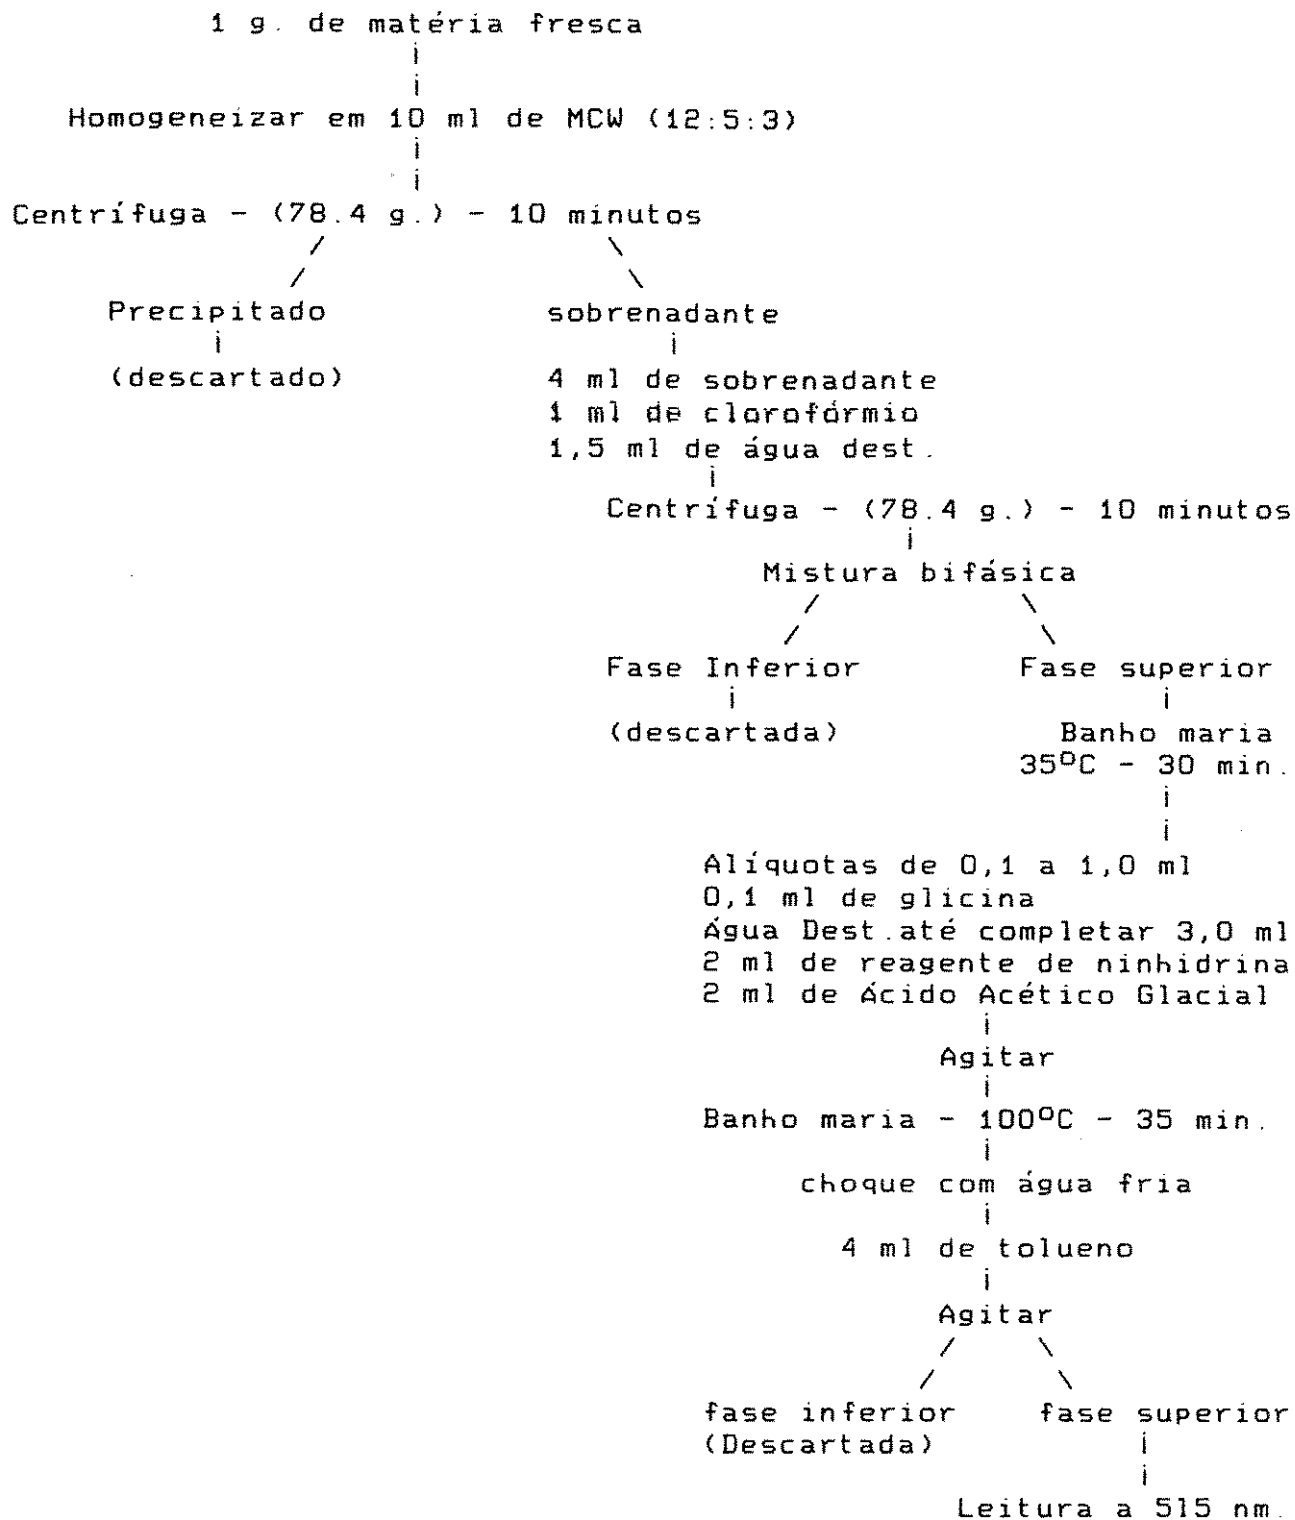 1 g. de matéria fresca
Homogeneizar em 10 ml de MCW (12:5:3)
Centrífuga - (78.4 g.) - 10 minutos
Precipitado sobrenadante
(descartado) 4 ml de sobrenadante
1 ml de clorofórmio
1,5 ml de água dest.
Centrífuga - (78.4 g.) - 10 minutos
Mistura bifásica
Fase Inferior Fase superior
(descartada) Banho maria
35ºC - 30 min.
Alíquotas de 0,1 a 1,0 ml
0,1 ml de glicina
Água Dest.até completar 3,0 ml
2 ml de reagente de ninhidrina
2 ml de Ácido Acético Glacial
Agitar
Banho maria - 100ºC - 35 min.
choque com água fria
4 ml de tolueno
Agitar
fase inferior fase superior
(Descartada)
Leitura a 515 nm.